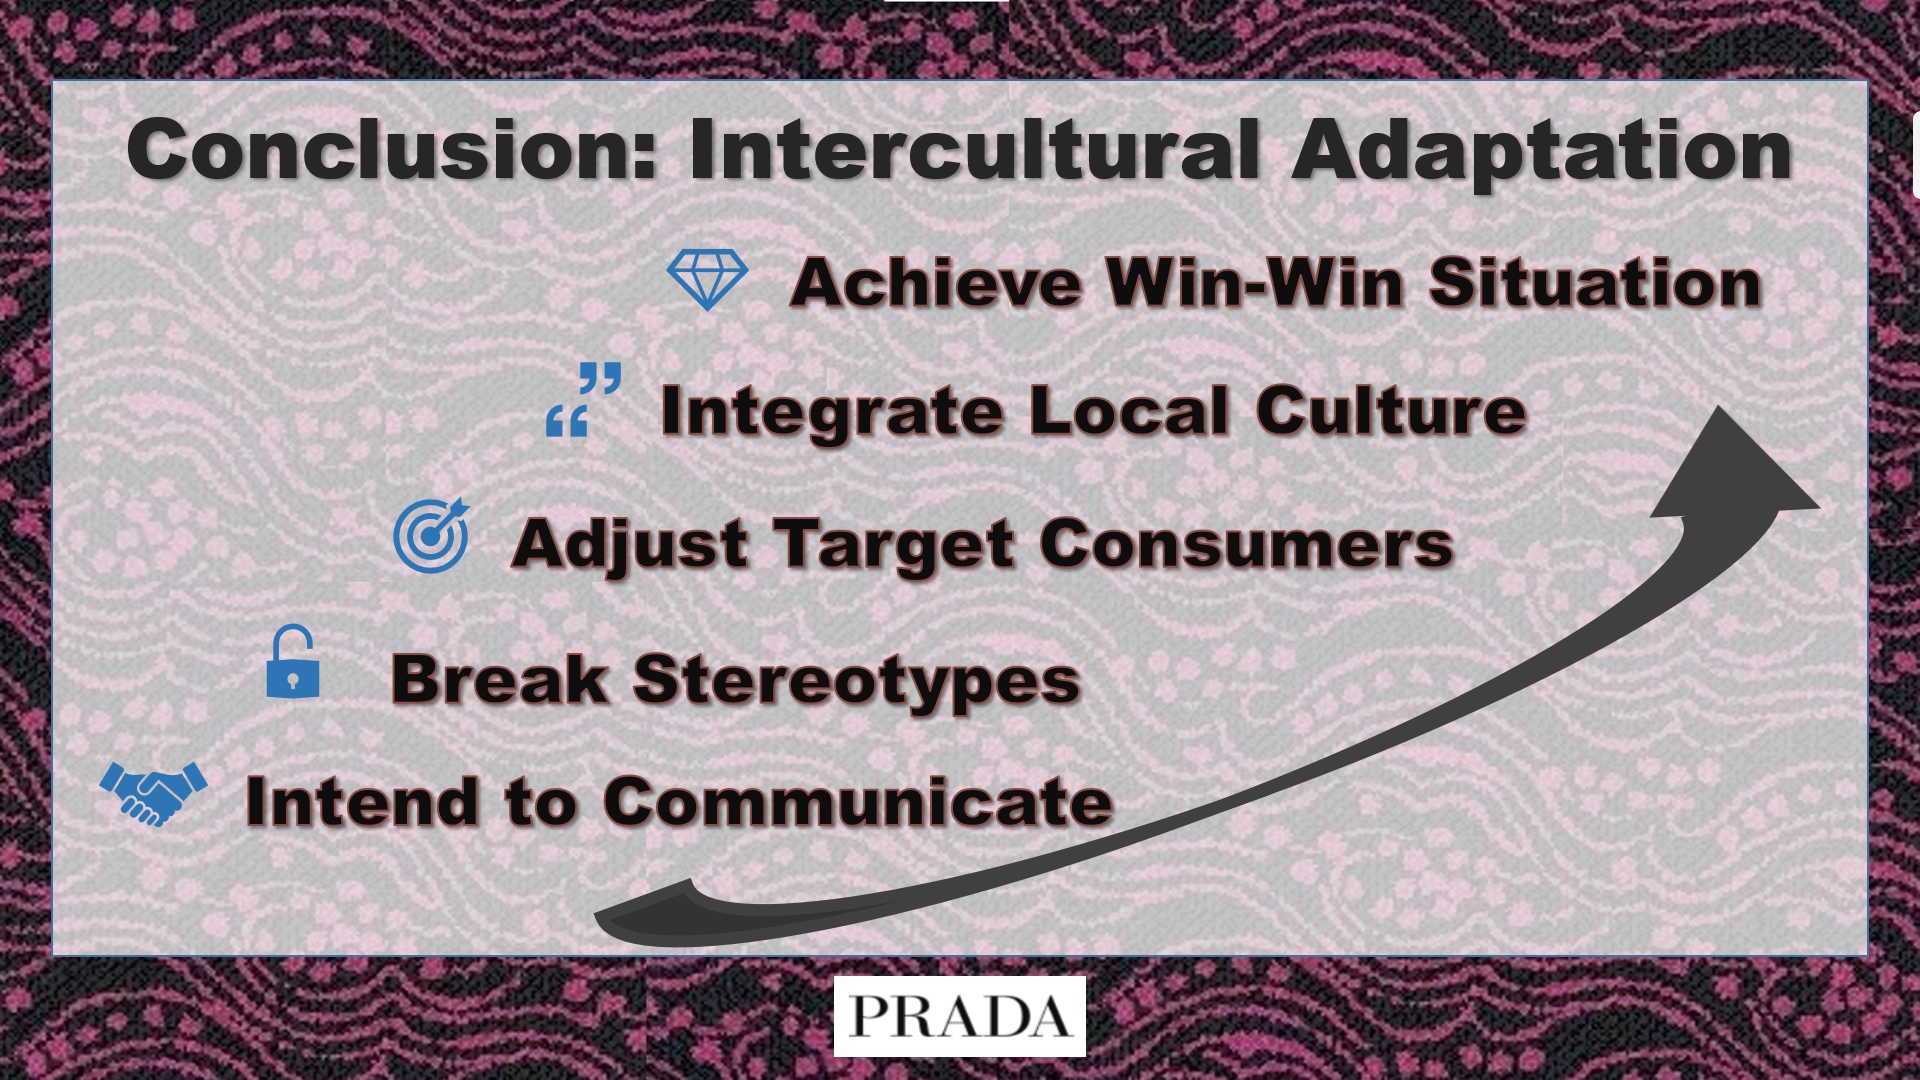 Conclusion: Intercultural Adaptation
Achieve Win-Win Situation
Integrate Local Culture
Adjust Target Consumers
Break Stereotypes
Intend to Communicate
PRADA